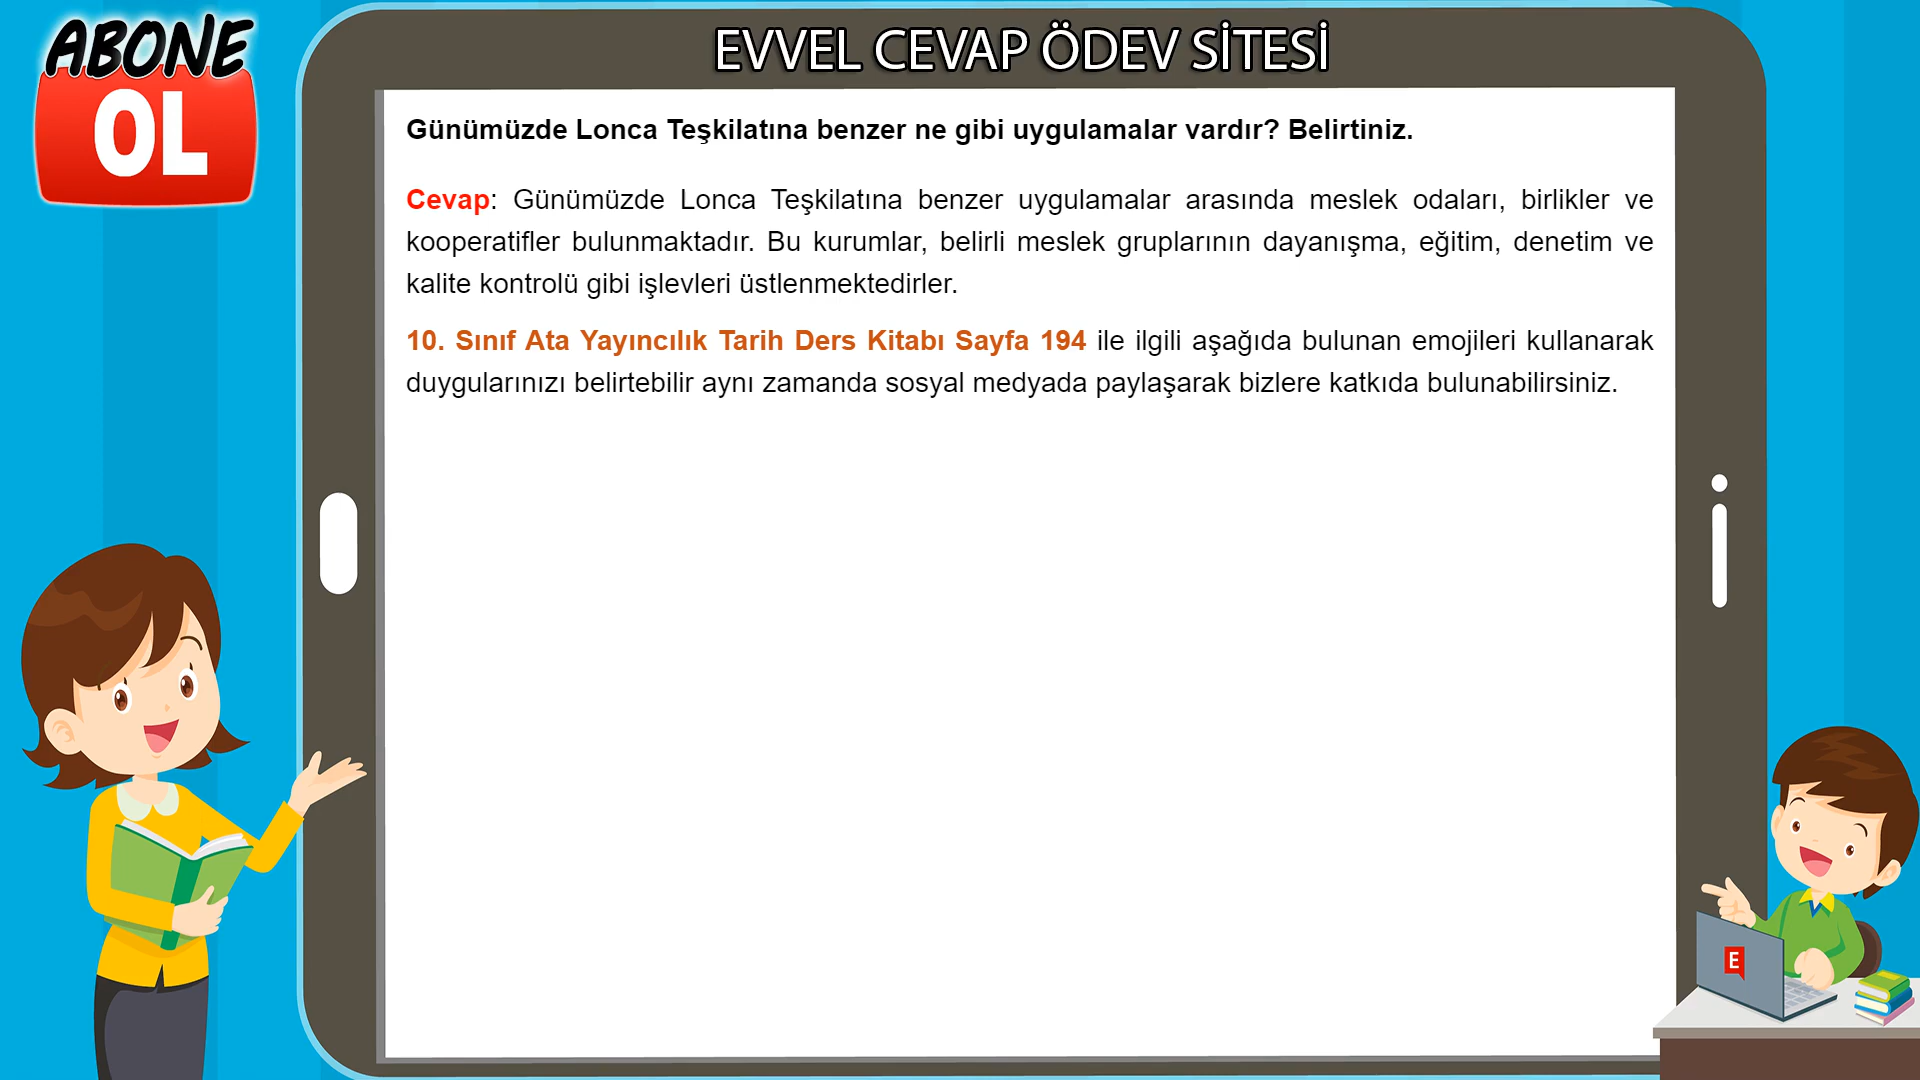 ABONE
OL
EVVEL CEVAP ÖDEV SİTESİ
Günümüzde Lonca Teşkilatına benzer ne gibi uygulamalar vardır? Belirtiniz.
Cevap: Günümüzde Lonca Teşkilatına benzer uygulamalar arasında meslek odaları, birlikler ve
kooperatifler bulunmaktadır. Bu kurumlar, belirli meslek gruplarının dayanışma, eğitim, denetim ve
kalite kontrolü gibi işlevleri üstlenmektedirler.
10. Sınıf Ata Yayıncılık Tarih Ders Kitabı Sayfa 194 ile ilgili aşağıda bulunan emojileri kullanarak
duygularınızı belirtebilir aynı zamanda sosyal medyada paylaşarak bizlere katkıda bulunabilirsiniz.
E